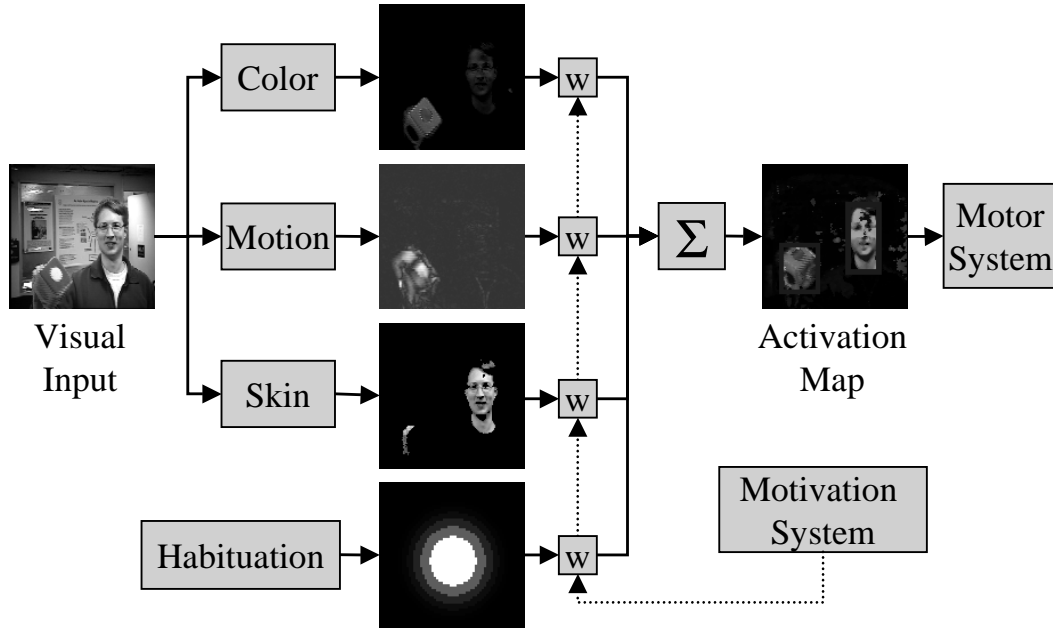 Color
w
Visual
Input
Motion
w
Σ
Activation
Map
Motor
System
Skin
w
Habituation
w
Motivation
System